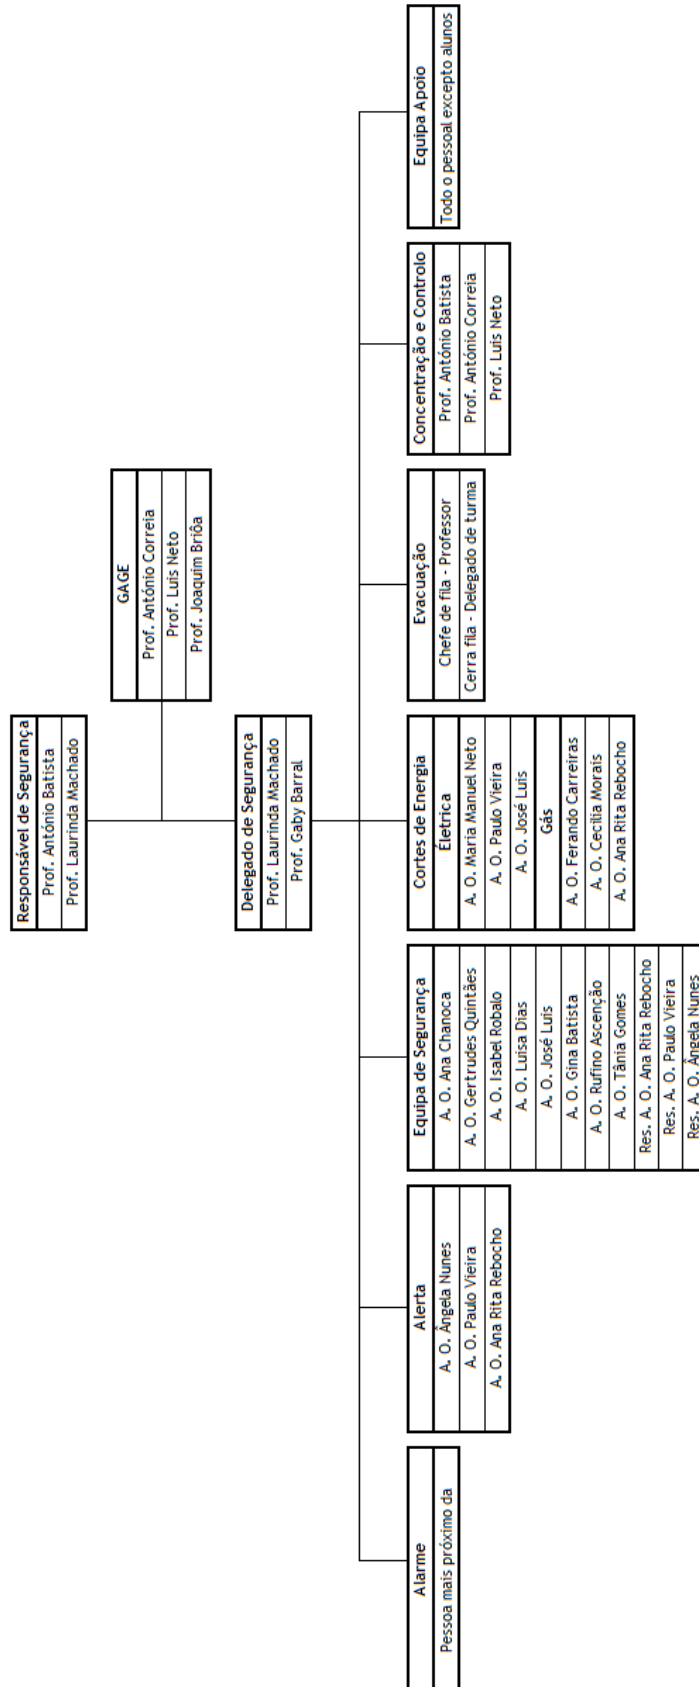 Responsável de Segurança
Prof. António Batista
Prof. Laurinda Machado
GAGE
Prof. António Correia
Prof. Luis Neto
Prof. Joaquim Briôa
Delegado de Segurança
Prof. Laurinda Machado
Prof. Gaby Barral
Alarme
Pessoa mais próximo da
Alerta
A. O. Ângela Nunes
A. O. Paulo Vieira
A. O. Ana Rita Rebocho
Equipa de Segurança
A. O. Ana Chanoca
A. O. Gertrudes Quintães
A. O. Isabel Robalo
A. O. Luisa Dias
A. O. José Luis
A. O. Gina Batista
A. O. Rufino Ascenção
A. O. Tânia Gomes
Res. A. O. Ana Rita Rebocho
Res. A. O. Paulo Vieira
Res. A. O. Ângela Nunes
Cortes de Energia
Életrica
A. O. Maria Manuel Neto
A. O. Paulo Vieira
A. O. José Luis
Gás
A. O. Ferando Carreiras
A. O. Cecília Morais
A. O. Ana Rita Rebocho
Evacuação
Chefe de fila - Professor
Cerra fila - Delegado de turma
Concentração e Controlo
Prof. António Batista
Prof. António Correia
Prof. Luis Neto
Equipa Apoio
Todo o pessoal excepto alunos